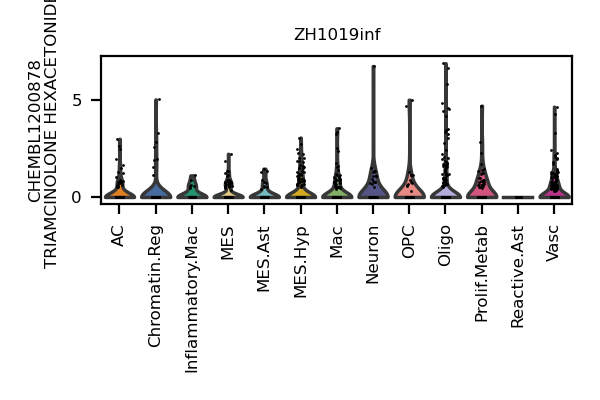 ZH1019inf
CHEMBL1200878
TRIAMCINOLONE HEXACETONIDE
5
0
AC
Chromatin.Reg
Inflammatory.Mac
MES
MES.Ast
MES.Hyp
Mac
Neuron
OPC
Oligo
Prolif.Metab
Reactive.Ast
Vasc